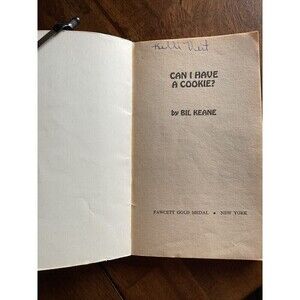 CAN I HAVE
A COOKIE?
by BIL KEANE
FAWCETT GOLD MEDAL • NEW YORK